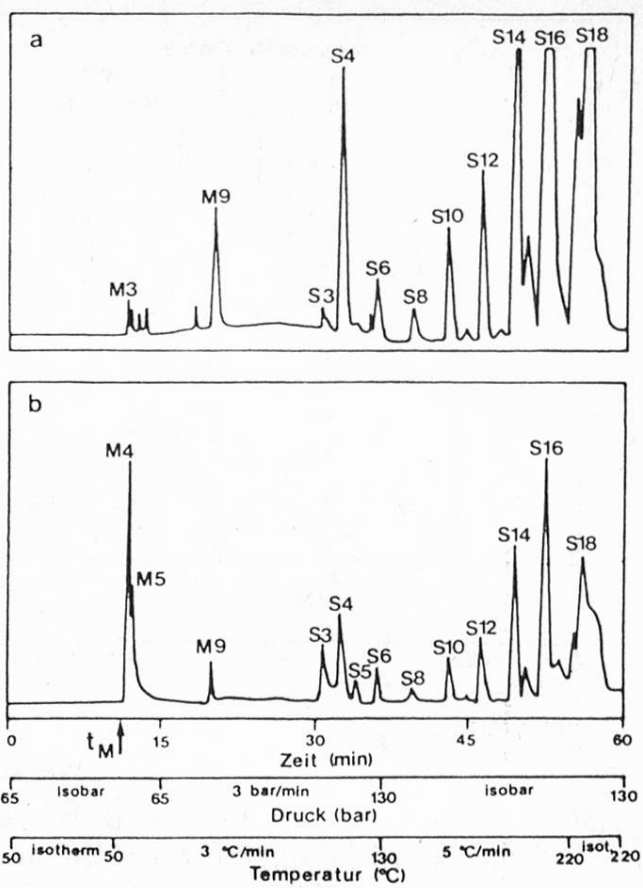 a
S14 S16 S18
S4
S12
M9
S10
S6
M3
S3
S8
b
M4
S16
S14
S18
M5
S4
S12
S3
M9
S6
S10
S5
S8
0 15 30 45 60
tM
Zeit (min)
isobar 3 bar/min isobar
65 65 130 130
Druck (bar)
isotherm 3 °C/min 5 °C/min isot.
50 50 130 220 220
Temperatur (°C)